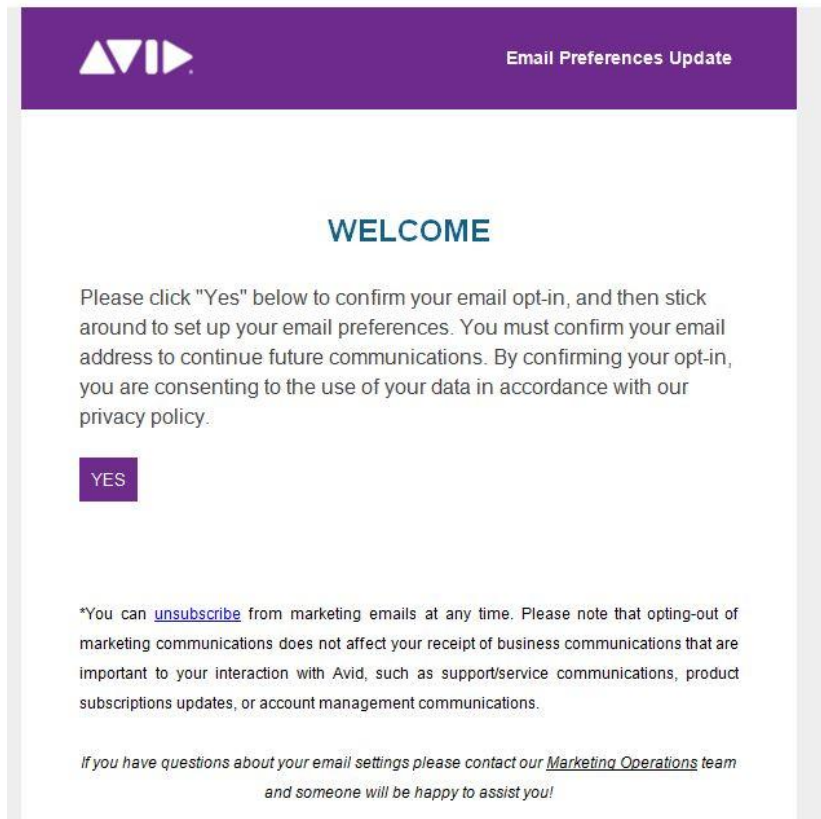 AVID.
Email Preferences Update
WELCOME
Please click "Yes" below to confirm your email opt-in, and then stick
around to set up your email preferences. You must confirm your email
address to continue future communications. By confirming your opt-in,
you are consenting to the use of your data in accordance with our
privacy policy.
YES
*You can unsubscribe from marketing emails at any time. Please note that opting-out of
marketing communications does not affect your receipt of business communications that are
important to your interaction with Avid, such as support/service communications, product
subscriptions updates, or account management communications.
If you have questions about your email settings please contact our Marketing Operations team
and someone will be happy to assist you!